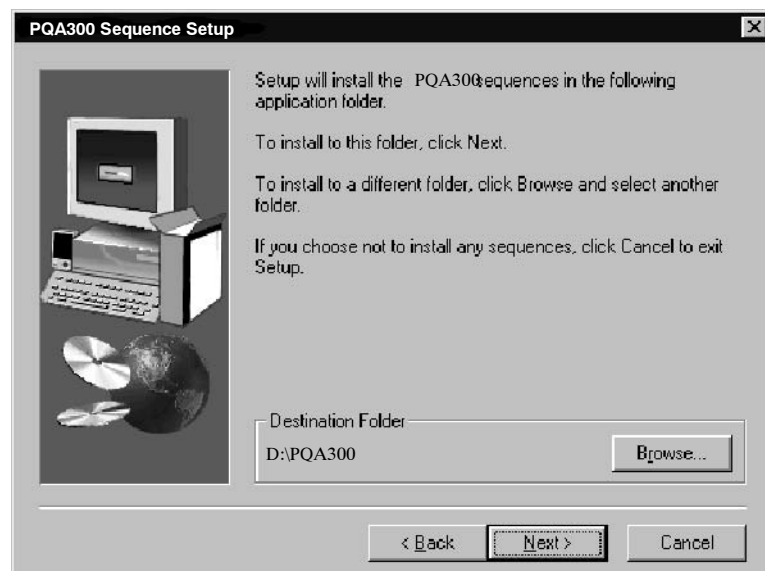 PQA300 Sequence Setup
Setup will install the PQA300sequences in the following
application folder.
To install to this folder, click Next.
To install to a different folder, click Browse and select another
folder.
If you choose not to install any sequences, click Cancel to exit
Setup.
Destination Folder
D:\PQA300
Browse...
< Back
Next >
Cancel